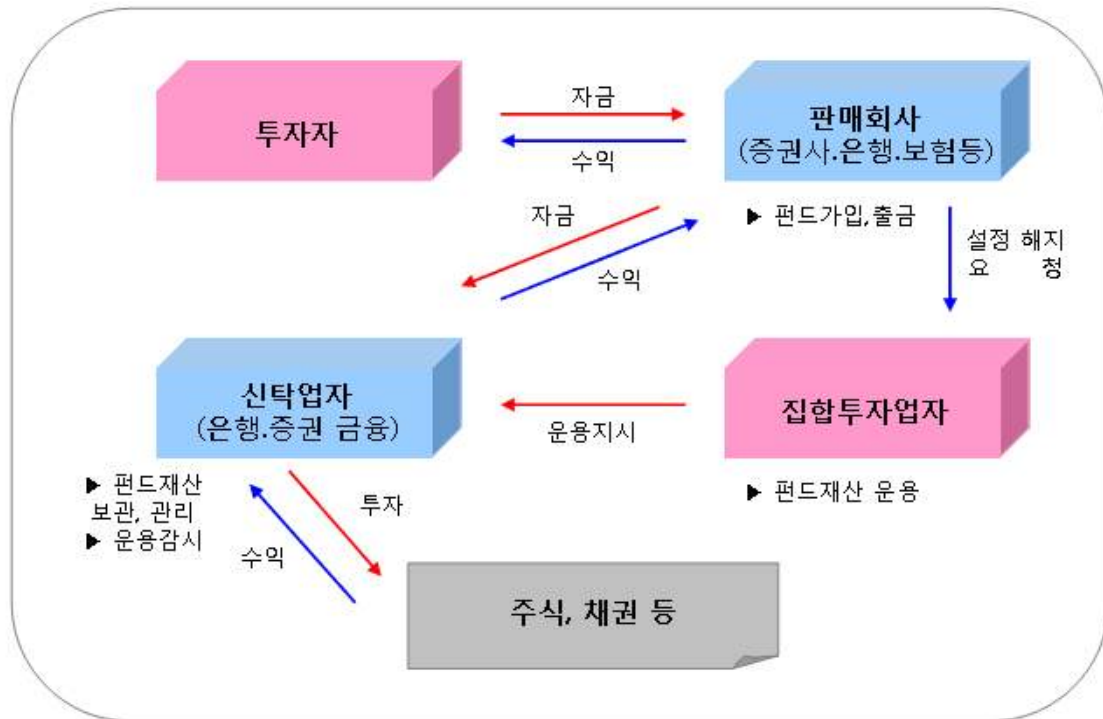 투자자
자금
수익
판매회사
(증권사.은행.보험등)
▶ 펀드가입,출금
자금
수익
설정 해지
요 청
신탁업자
(은행.증권 금융)
운용지시
집합투자업자
▶ 펀드재산
보관, 관리
▶ 운용감시
▶ 펀드재산 운용
투자
수익
주식, 채권 등